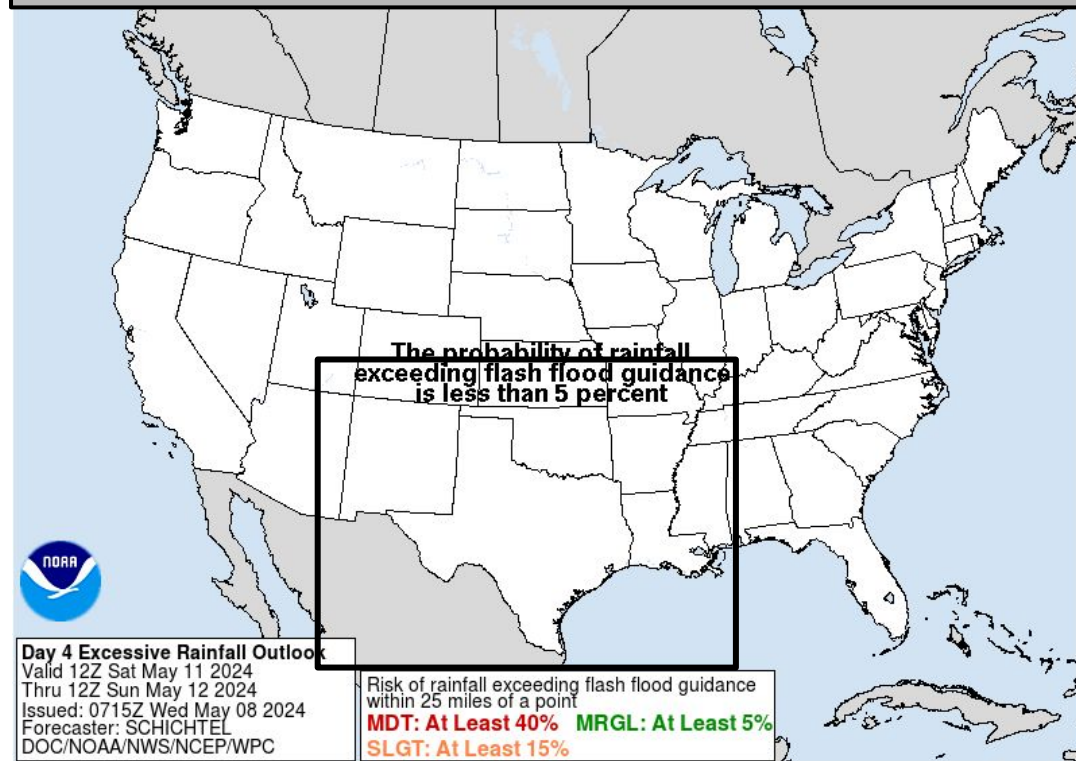 The probability of rainfall
exceeding flash flood guidance
is less than 5 percent
NOAA
Day 4 Excessive Rainfall Outlook
Valid 12Z Sat May 11 2024
Thru 12Z Sun May 12 2024
Issued: 0715Z Wed May 08 2024
Forecaster: SCHICHTEL
DOC/NOAA/NWS/NCEP/WPC
Risk of rainfall exceeding flash flood guidance
within 25 miles of a point
MDT: At Least 40% MRGL: At Least 5%
SLGT: At Least 15%